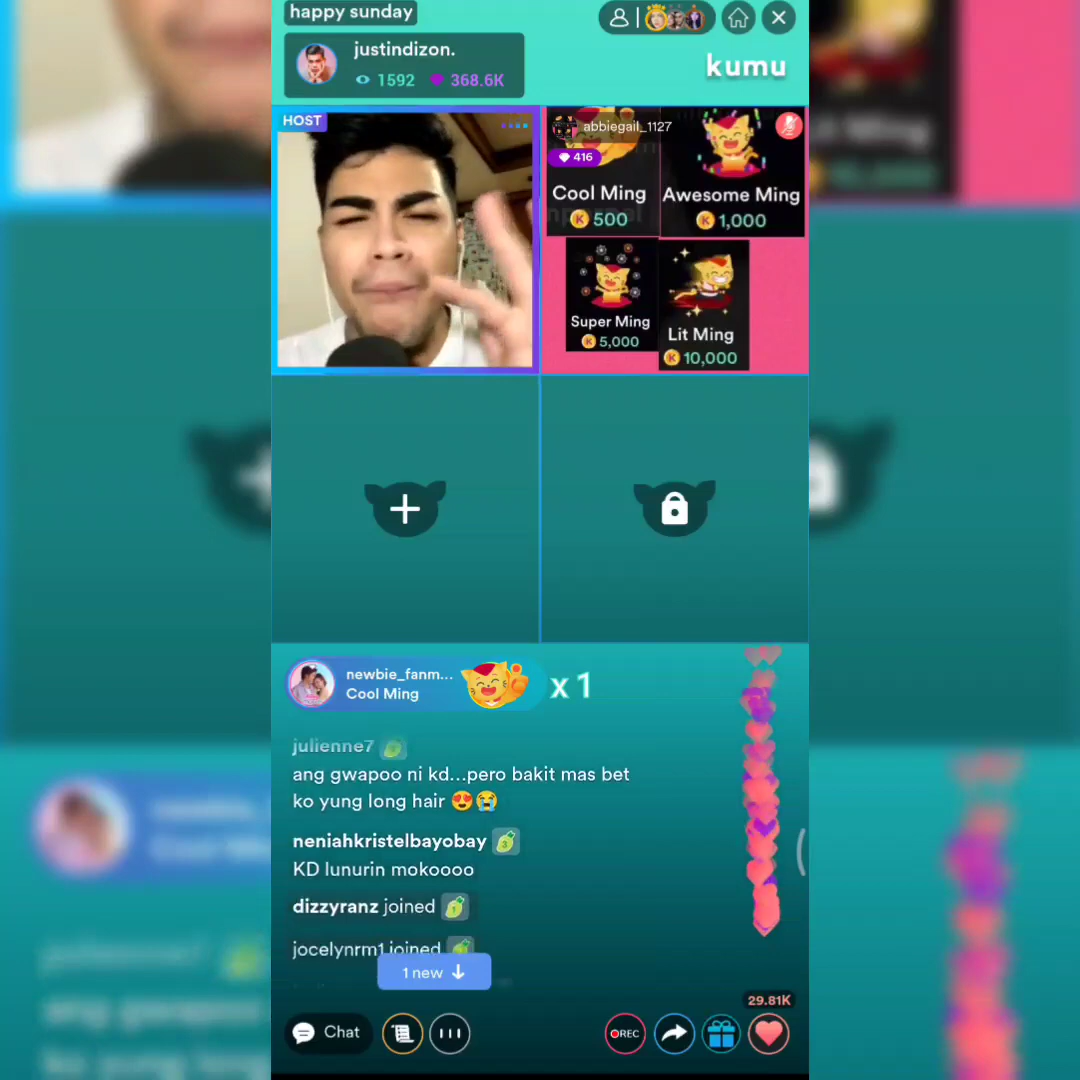 happy sunday
justindizon.
1592 368.6K
kumu
HOST
abbiegail_1127
416
Cool Ming
500
Awesome Ming
1,000
Super Ming
5,000
Lit Ming
10,000
newbie_fanm...
Cool Ming
x 1
julienne7
ang gwapoo ni kd...pero bakit mas bet
ko yung long hair 😍😭
neniahkristelbayobay 3
KD lunurin mokoooo
dizzyranz joined 1
jocelynrm1 joined
1 new
29.81K
Chat
REC